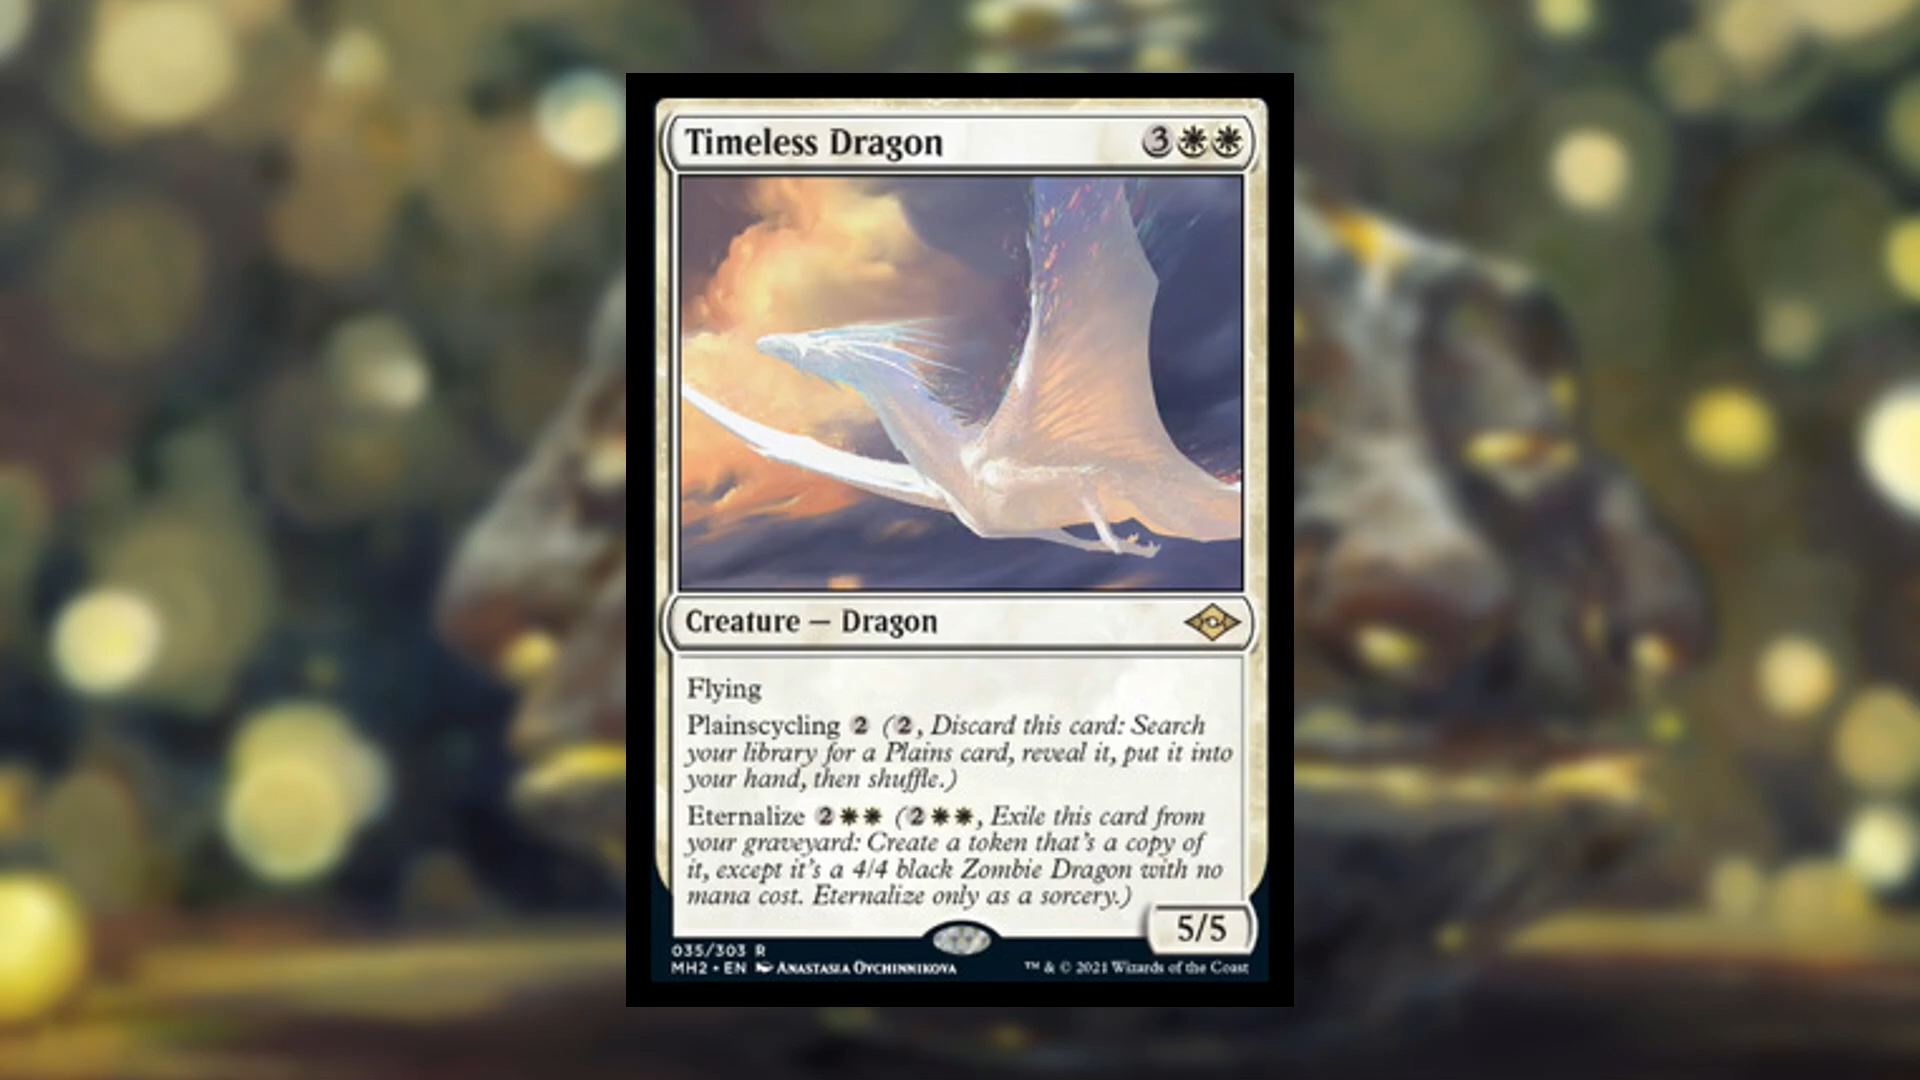 Timeless Dragon 3
Creature — Dragon
Flying
Plainscycling 2 (2, Discard this card: Search
your library for a Plains card, reveal it, put it into
your hand, then shuffle.)
Eternalize 2 (2, Exile this card from
your graveyard: Create a token that's a copy of
it, except it's a 4/4 black Zombie Dragon with no
mana cost. Eternalize only as a sorcery.)
5/5
035/303 R
MH2 • EN Anastasia Ovchinnikova
™ & © 2021 Wizards of the Coast